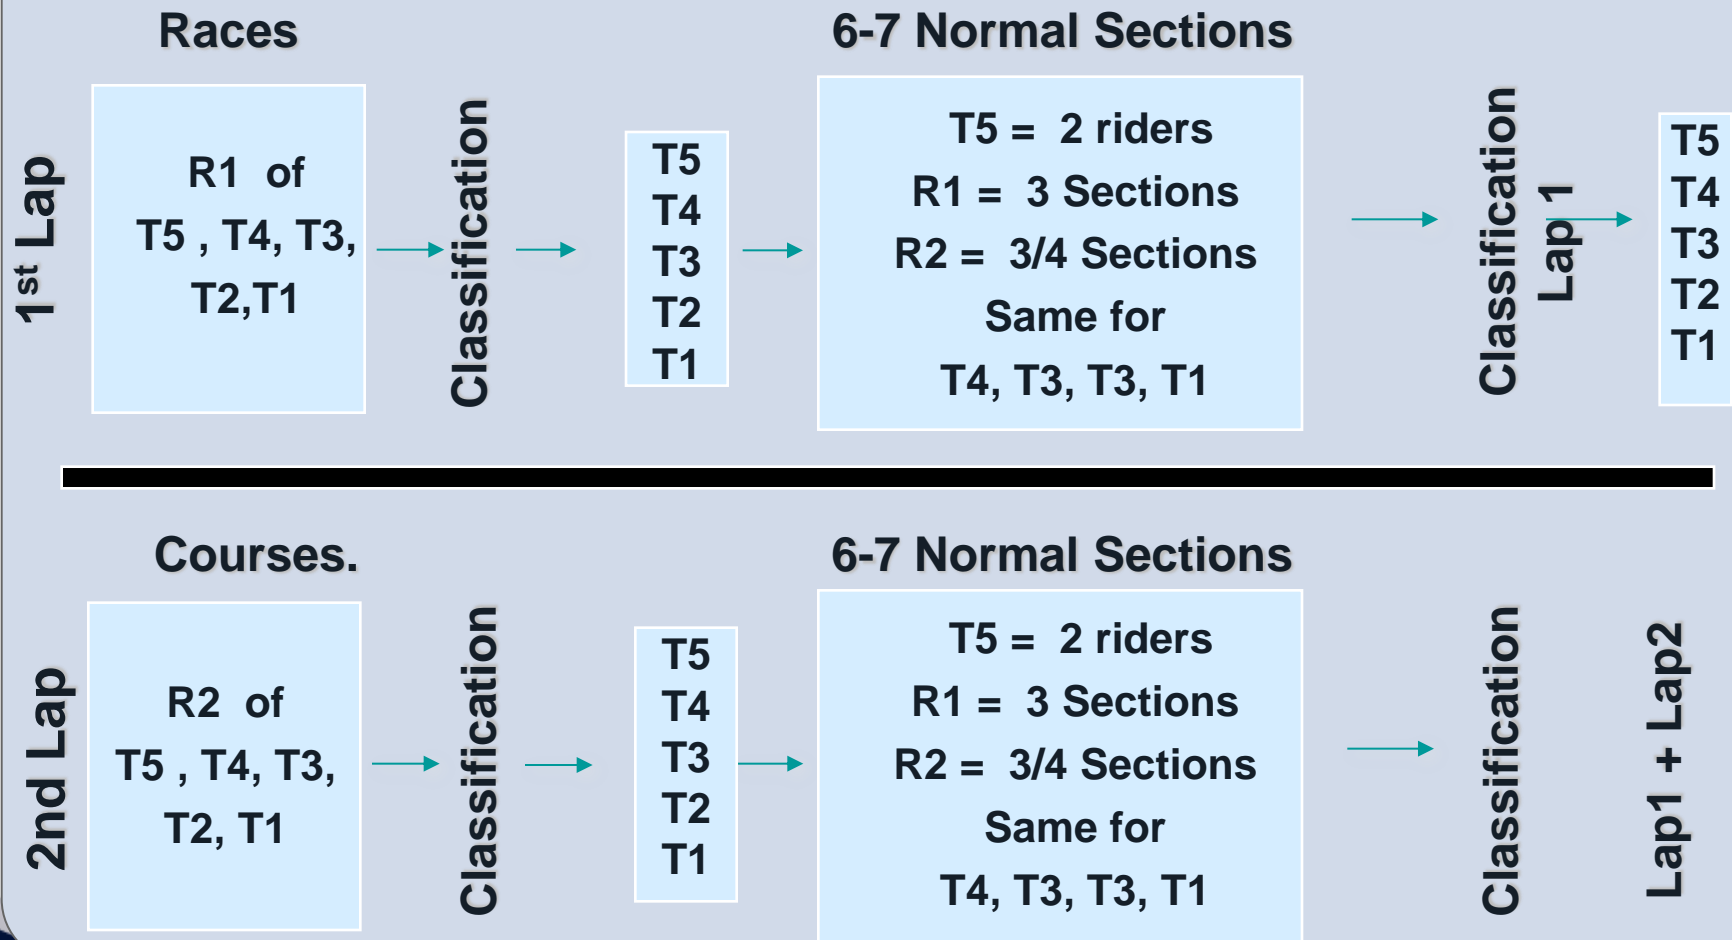 Races
6-7 Normal Sections
1st Lap
R1 of
T5 , T4, T3,
T2,T1
Classification
T5
T4
T3
T2
T1
T5 = 2 riders
R1 = 3 Sections
R2 = 3/4 Sections
Same for
T4, T3, T3, T1
Classification
Lap 1
T5
T4
T3
T2
T1
Courses.
6-7 Normal Sections
2nd Lap
R2 of
T5 , T4, T3,
T2, T1
Classification
T5
T4
T3
T2
T1
T5 = 2 riders
R1 = 3 Sections
R2 = 3/4 Sections
Same for
T4, T3, T3, T1
Classification
Lap1 + Lap2